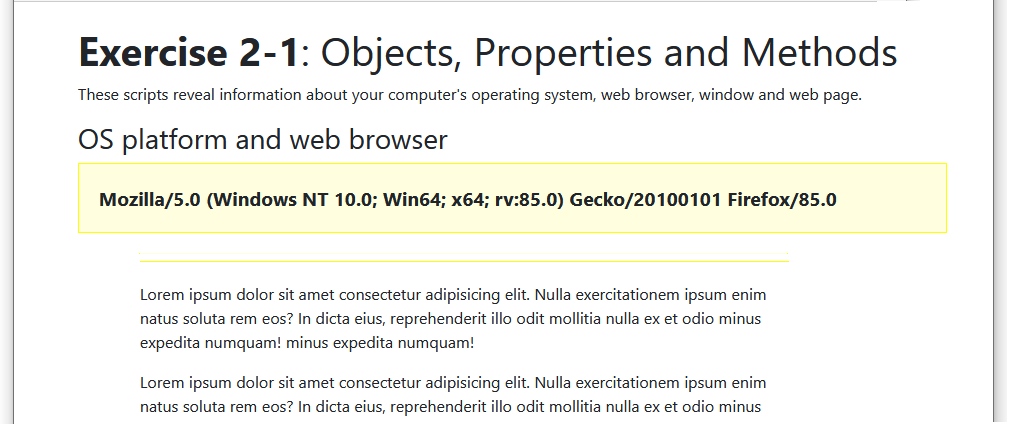 Exercise 2-1: Objects, Properties and Methods
These scripts reveal information about your computer's operating system, web browser, window and web page.
OS platform and web browser
Mozilla/5.0 (Windows NT 10.0; Win64; x64; rv:85.0) Gecko/20100101 Firefox/85.0
Lorem ipsum dolor sit amet consectetur adipisicing elit. Nulla exercitationem ipsum enim
natus soluta rem eos? In dicta eius, reprehenderit illo odit mollitia nulla ex et odio minus
expedita numquam! minus expedita numquam!
Lorem ipsum dolor sit amet consectetur adipisicing elit. Nulla exercitationem ipsum enim
natus soluta rem eos? In dicta eius, reprehenderit illo odit mollitia nulla ex et odio minus